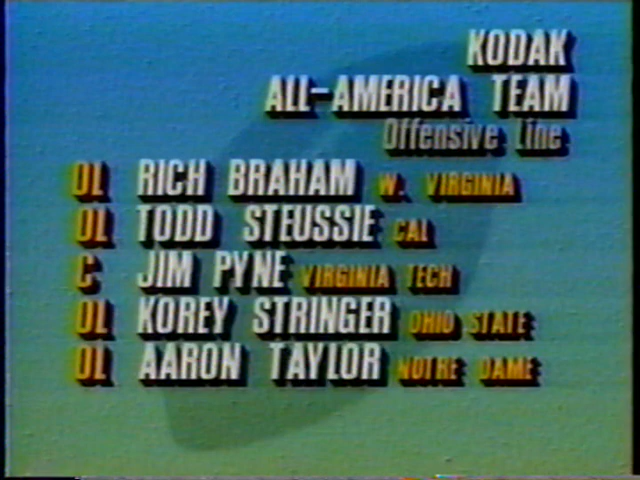 KODAK
ALL-AMERICA TEAM
Offensive Line
OL RICH BRAHAM W. VIRGINIA
OL TODD STEUSSIE CAL
C JIM PYNE VIRGINIA TECH
OL KOREY STRINGER OHIO STATE
OL AARON TAYLOR NOTRE DAME